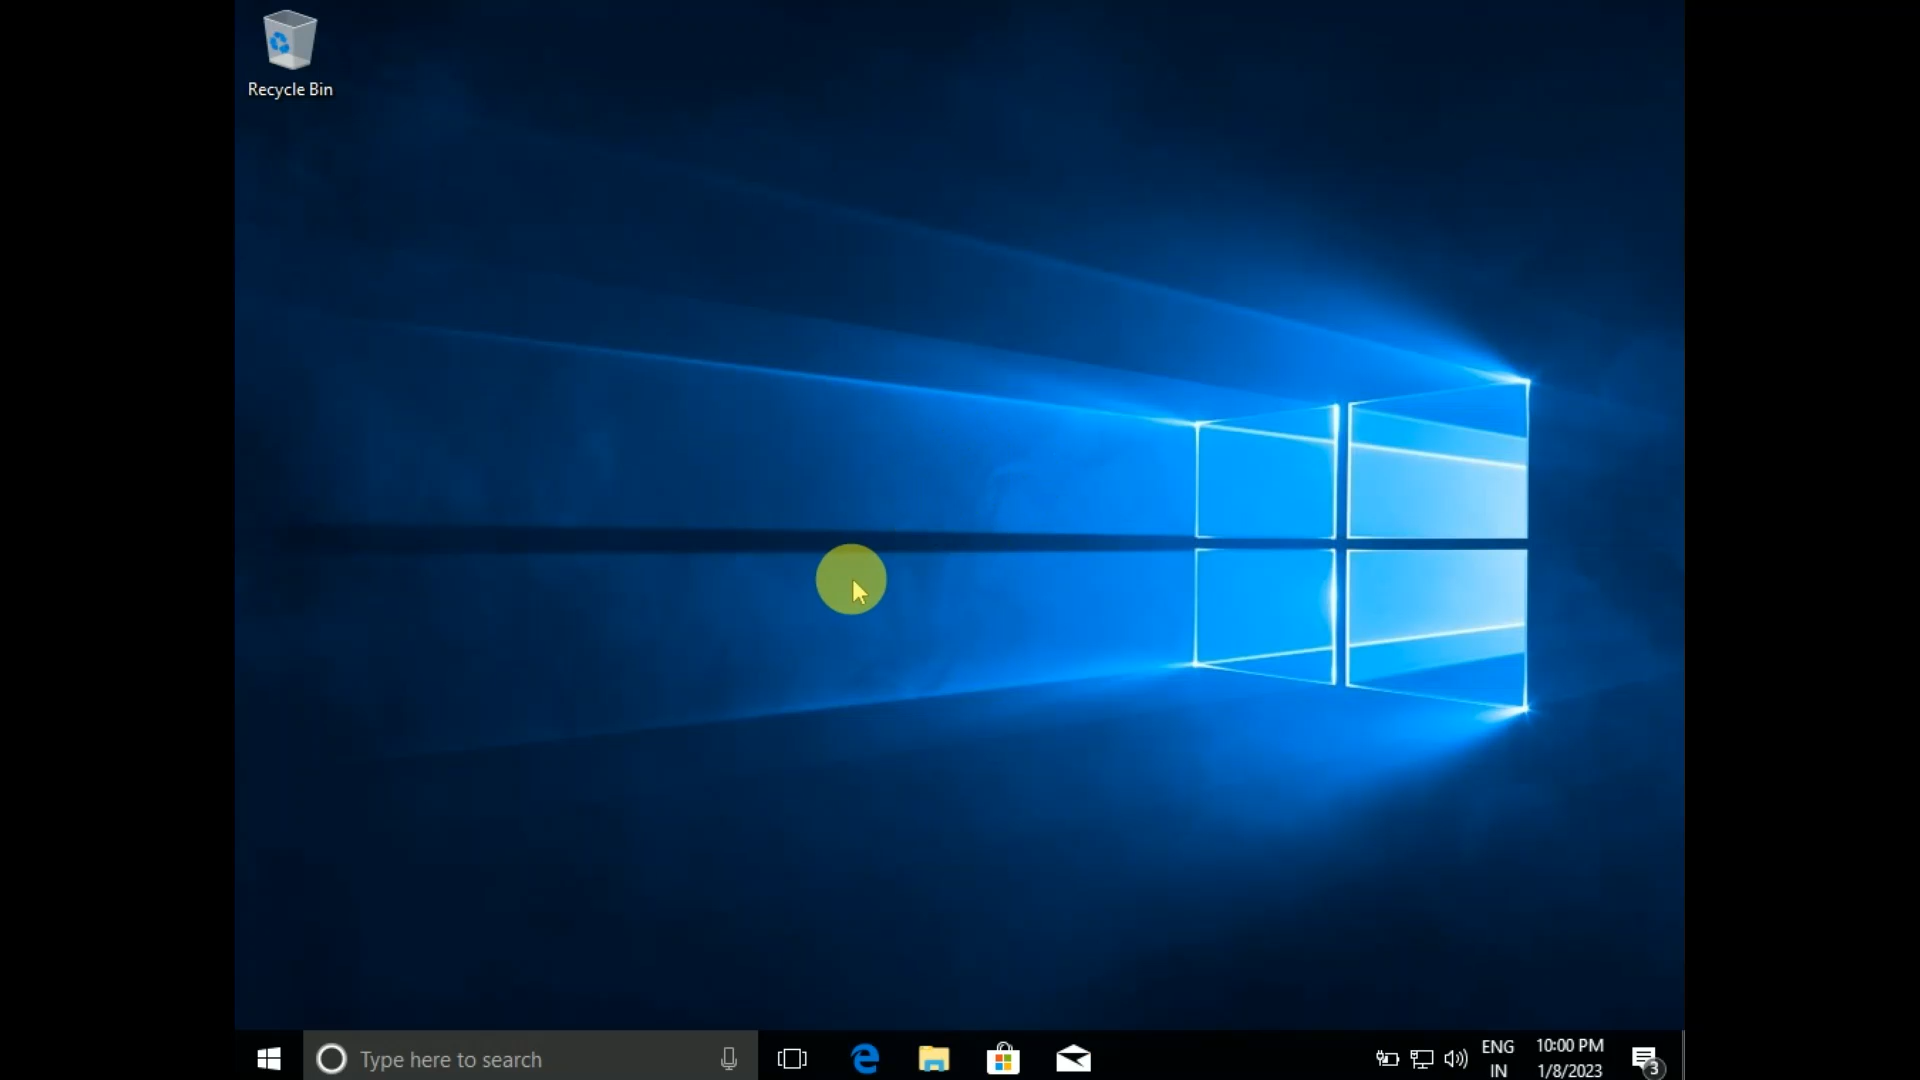 Recycle Bin
Type here to search
ENG
IN
10:00 PM
1/8/2023
3